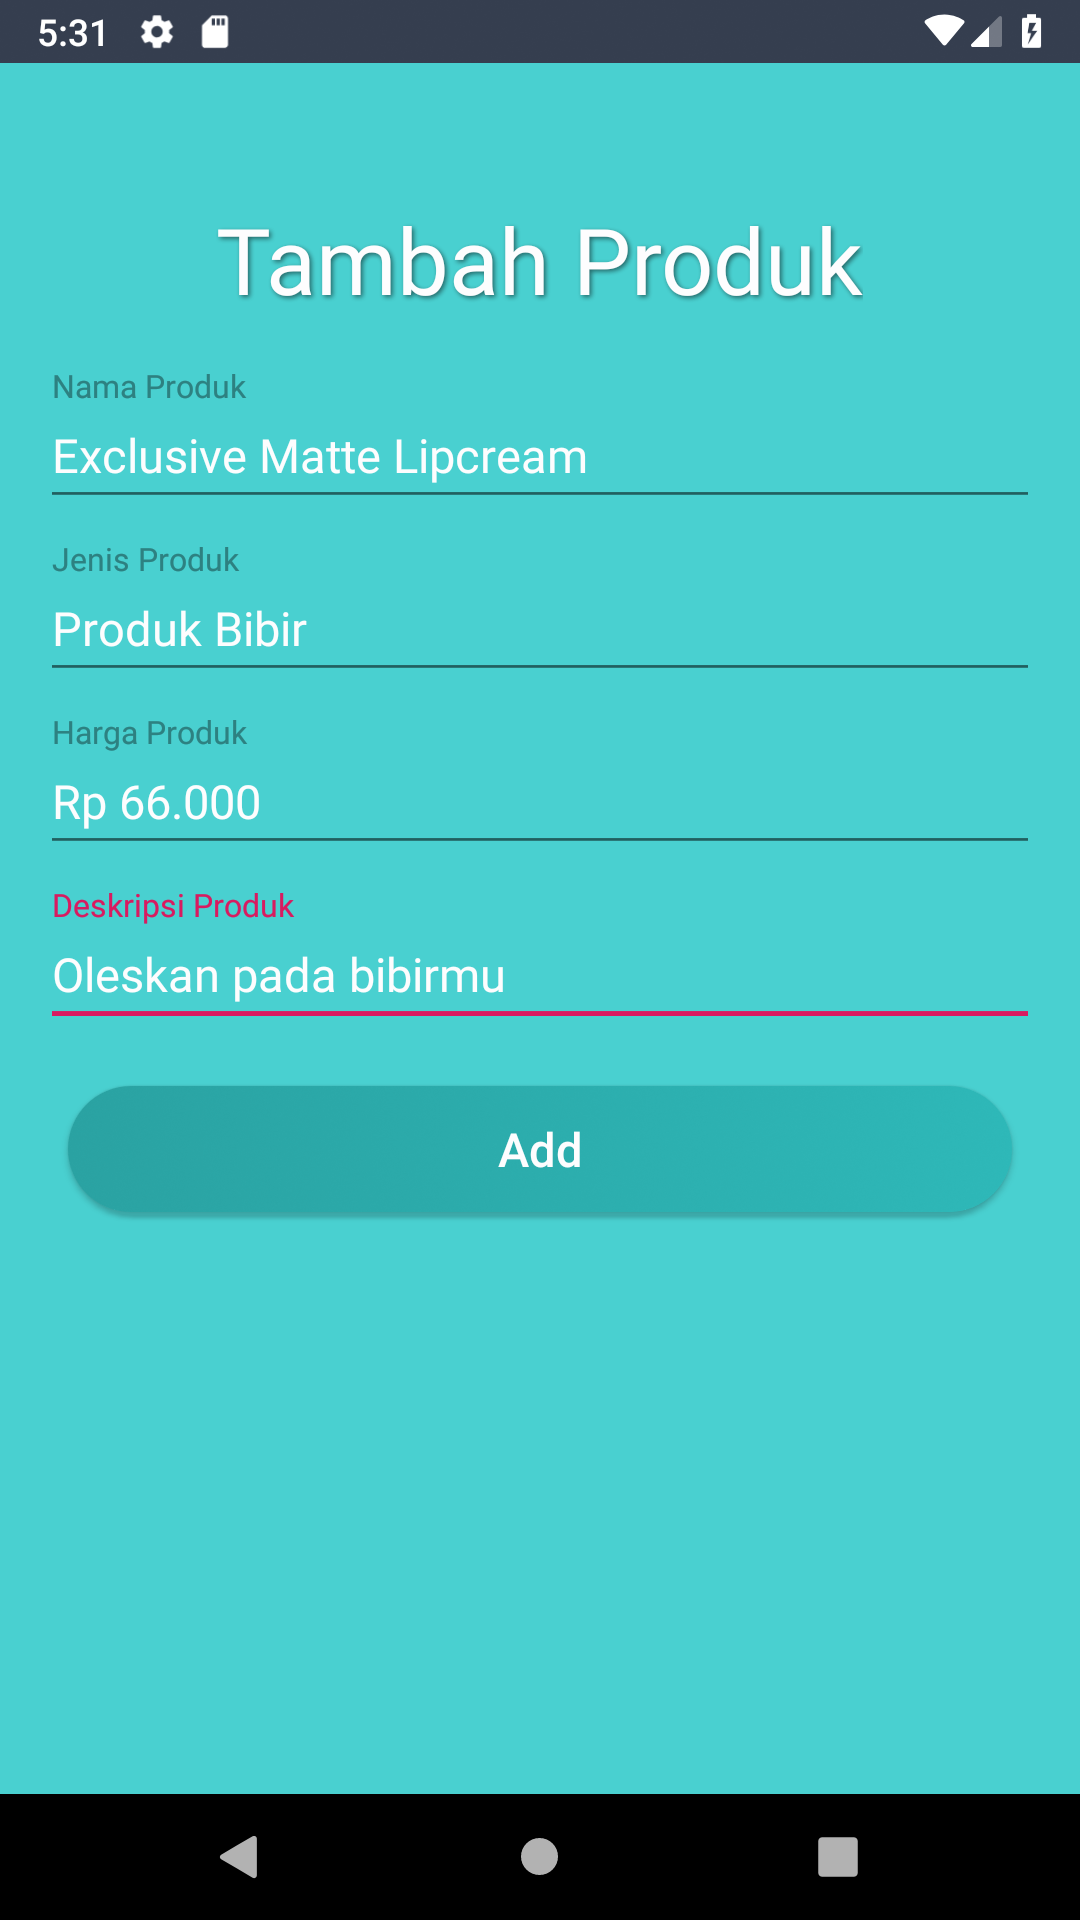 5:31
Tambah Produk
Nama Produk
Exclusive Matte Lipcream
Jenis Produk
Produk Bibir
Harga Produk
Rp 66.000
Deskripsi Produk
Oleskan pada bibirmu
Add